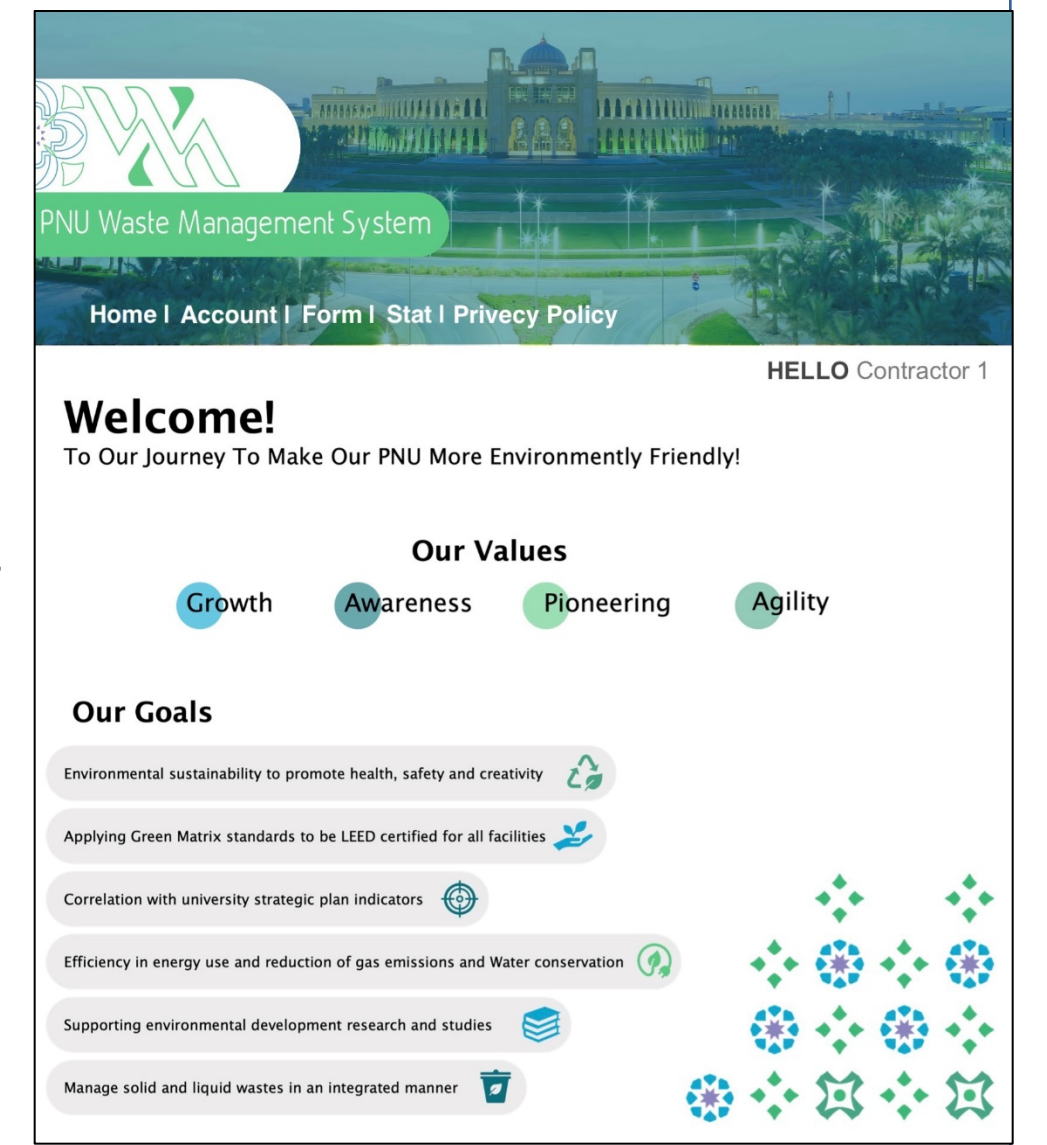 PNU Waste Management System
Home | Account | Form | Stat | Privecy Policy
HELLO Contractor 1
Welcome!
To Our Journey To Make Our PNU More Environmently Friendly!
Our Values
Growth Awareness Pioneering Agility
Our Goals
Environmental sustainability to promote health, safety and creativity
Applying Green Matrix standards to be LEED certified for all facilities
Correlation with university strategic plan indicators
Efficiency in energy use and reduction of gas emissions and Water conservation
Supporting environmental development research and studies
Manage solid and liquid wastes in an integrated manner